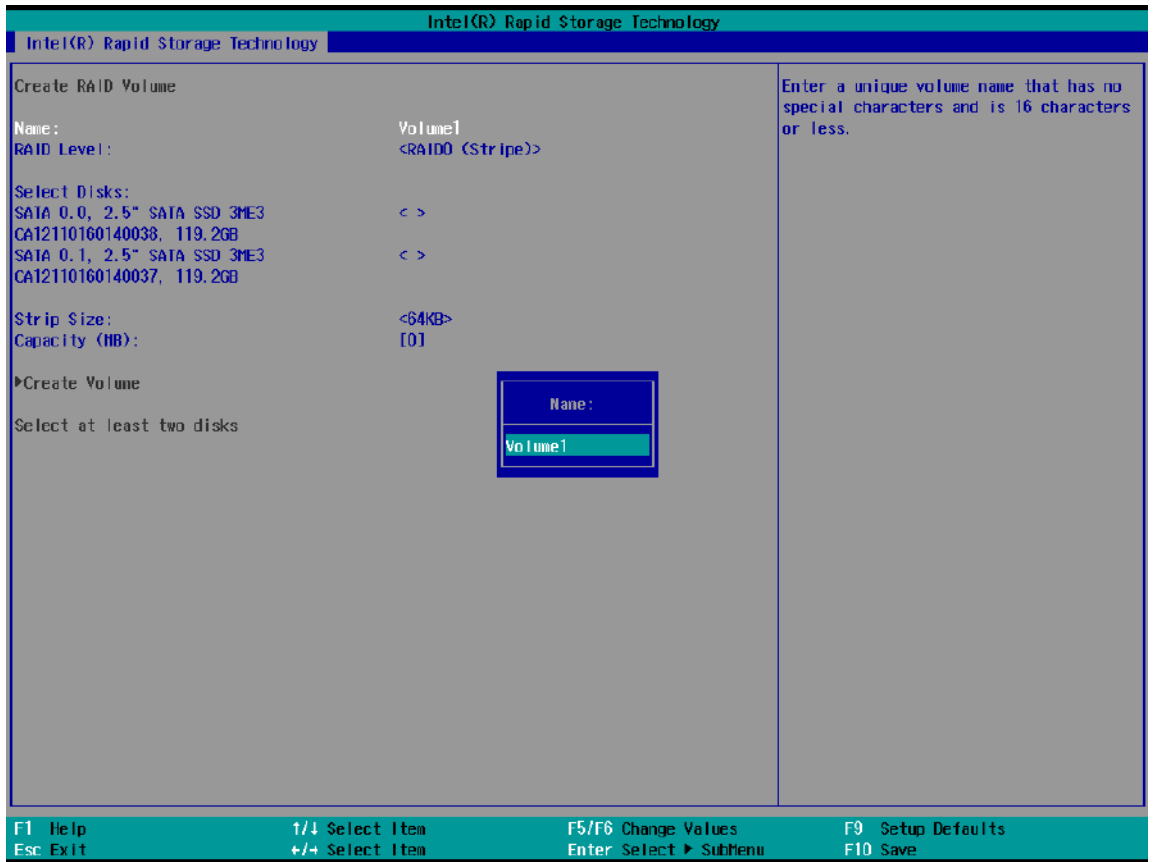 Intel(R) Rapid Storage Technology
Intel(R) Rapid Storage Technology
Create RAID Volume
Name: Volume1
RAID Level: <RAID0 (Stripe)>
Select Disks:
SATA 0.0, 2.5" SATA SSD 3ME3 < >
CA12110160140038, 119.2GB
SATA 0.1, 2.5" SATA SSD 3ME3 < >
CA12110160140037, 119.2GB
Strip Size: <64KB>
Capacity (MB): [0]
▶Create Volume
Select at least two disks
Name:
Volume1
Enter a unique volume name that has no
special characters and is 16 characters
or less.
F1 Help ↑/↓ Select Item F5/F6 Change Values F9 Setup Defaults
Esc Exit ←/→ Select Item Enter Select ▶ SubMenu F10 Save